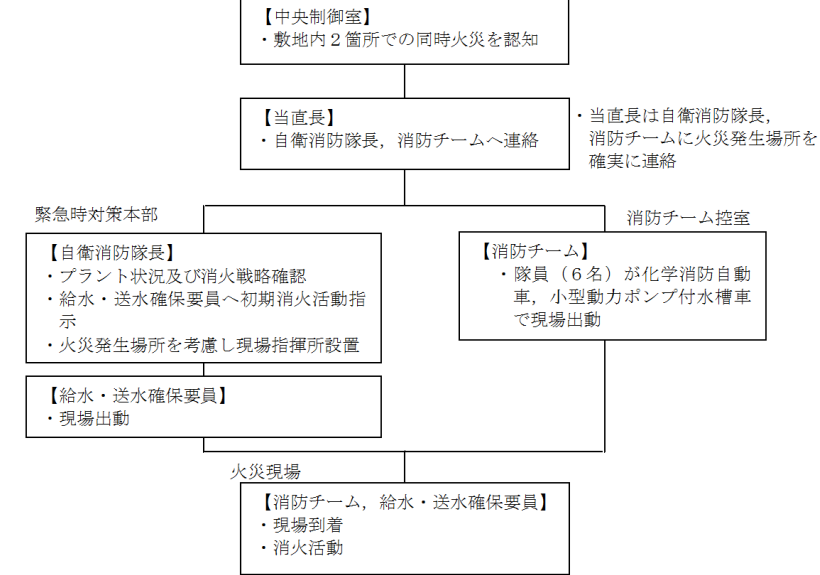 【中央制御室】
・敷地内２箇所での同時火災を認知
【当直長】
・自衛消防隊長，消防チームへ連絡
・当直長は自衛消防隊長，
消防チームに火災発生場所を
確実に連絡
緊急時対策本部
【自衛消防隊長】
・プラント状況及び消火戦略確認
・給水・送水確保要員へ初期消火活動指
示
・火災発生場所を考慮し現場指揮所設置
【給水・送水確保要員】
・現場出動
消防チーム控室
【消防チーム】
・隊員（６名）が化学消防自動
車，小型動力ポンプ付水槽車
で現場出動
火災現場
【消防チーム，給水・送水確保要員】
・現場到着
・消火活動